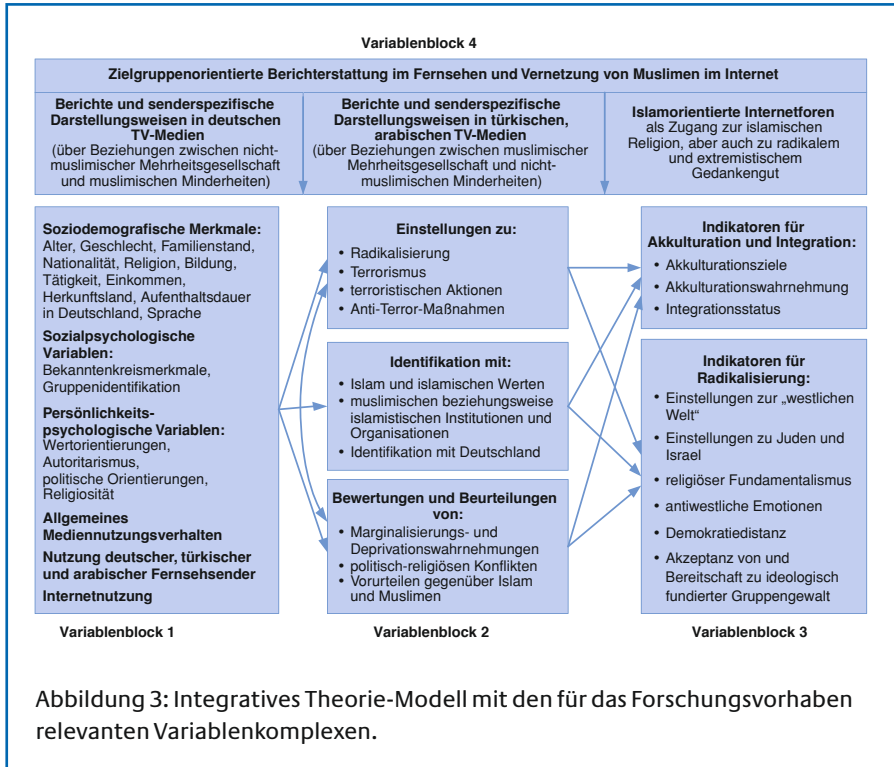 Variablenblock 4
Zielgruppenorientierte Berichterstattung im Fernsehen und Vernetzung von Muslimen im Internet
Berichte und senderspezifische
Darstellungsweisen in deutschen
TV-Medien
(über Beziehungen zwischen nicht-
muslimischer Mehrheitsgesellschaft
und muslimischen Minderheiten)
Berichte und senderspezifische
Darstellungsweisen in türkischen,
arabischen TV-Medien
(über Beziehungen zwischen muslimischer
Mehrheitsgesellschaft und nicht-
muslimischen Minderheiten)
Islamorientierte Internetforen
als Zugang zur islamischen
Religion, aber auch zu radikalem
und extremistischem
Gedankengut
Soziodemografische Merkmale:
Alter, Geschlecht, Familienstand,
Nationalität, Religion, Bildung,
Tätigkeit, Einkommen,
Herkunftsland, Aufenthaltsdauer
in Deutschland, Sprache
Sozialpsychologische
Variablen:
Bekanntenkreismerkmale,
Gruppenidentifikation
Persönlichkeits-
psychologische Variablen:
Wertorientierungen,
Autoritarismus,
politische Orientierungen,
Religiosität
Allgemeines
Mediennutzungsverhalten
Nutzung deutscher, türkischer
und arabischer Fernsehsender
Internetnutzung
Variablenblock 1
Einstellungen zu:
• Radikalisierung
• Terrorismus
• terroristischen Aktionen
• Anti-Terror-Maßnahmen
Identifikation mit:
• Islam und islamischen Werten
• muslimischen beziehungsweise
islamistischen Institutionen und
Organisationen
• Identifikation mit Deutschland
Bewertungen und Beurteilungen
von:
• Marginalisierungs- und
Deprivationswahrnehmungen
• politisch-religiösen Konflikten
• Vorurteilen gegenüber Islam
und Muslimen
Variablenblock 2
Indikatoren für
Akkulturation und Integration:
• Akkulturationsziele
• Akkulturationswahrnehmung
• Integrationsstatus
Indikatoren für
Radikalisierung:
• Einstellungen zur „westlichen
Welt“
• Einstellungen zu Juden und
Israel
• religiöser Fundamentalismus
• antiwestliche Emotionen
• Demokratiedistanz
• Akzeptanz von und
Bereitschaft zu ideologisch
fundierter Gruppengewalt
Variablenblock 3
Abbildung 3: Integratives Theorie-Modell mit den für das Forschungsvorhaben
relevanten Variablenkomplexen.